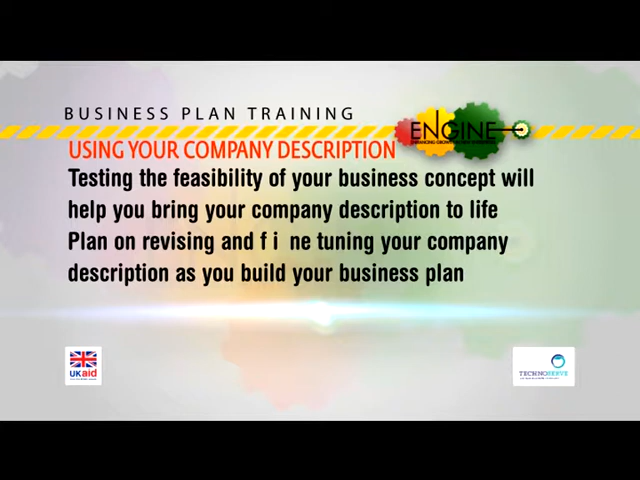 BUSINESS PLAN TRAINING
ENGINE
USING YOUR COMPANY DESCRIPTION
Testing the feasibility of your business concept will
help you bring your company description to life
Plan on revising and f i ne tuning your company
description as you build your business plan
UKaid
TECHNOSERVE